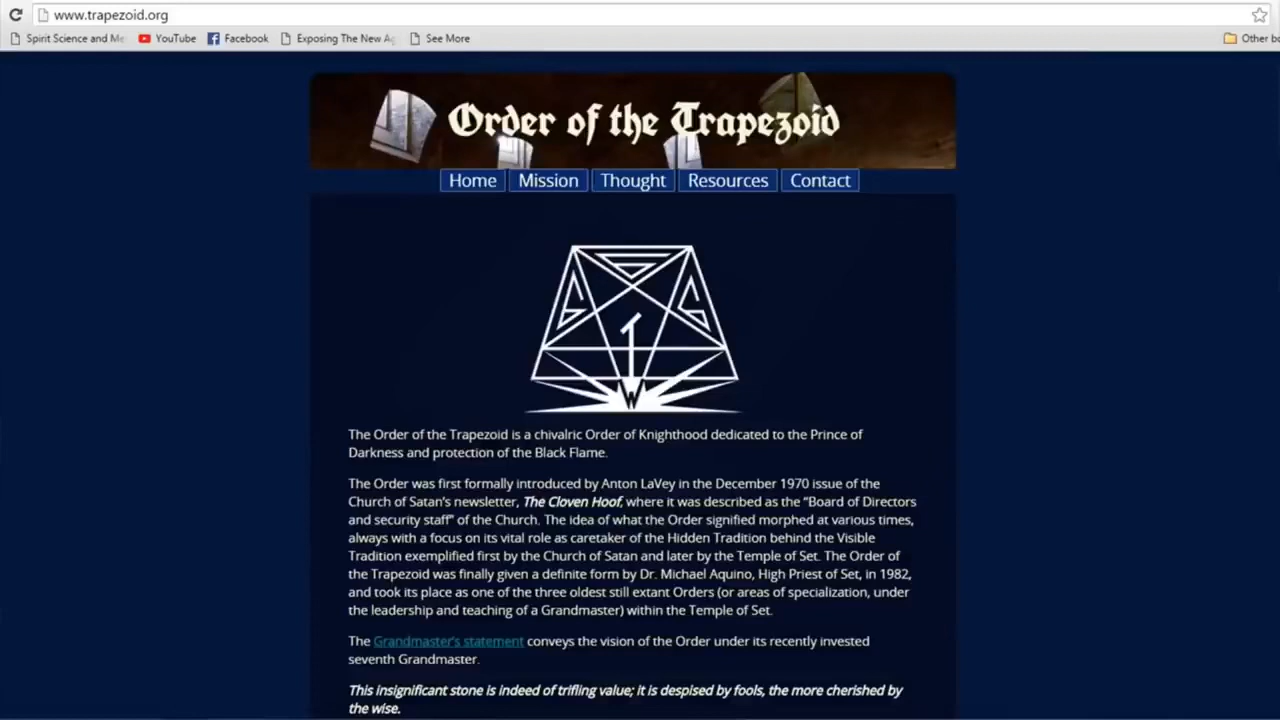 www.trapezoid.org
Spirit Science and Me
YouTube
Facebook
Exposing The New Ag
See More
Other bo
Order of the Trapezoid
Home
Mission
Thought
Resources
Contact
T
W
The Order of the Trapezoid is a chivalric Order of Knighthood dedicated to the Prince of
Darkness and protection of the Black Flame.
The Order was first formally introduced by Anton LaVey in the December 1970 issue of the
Church of Satan's newsletter, The Cloven Hoof, where it was described as the “Board of Directors
and security staff” of the Church. The idea of what the Order signified morphed at various times,
always with a focus on its vital role as caretaker of the Hidden Tradition behind the Visible
Tradition exemplified first by the Church of Satan and later by the Temple of Set. The Order of
the Trapezoid was finally given a definite form by Dr. Michael Aquino, High Priest of Set, in 1982,
and took its place as one of the three oldest still extant Orders (or areas of specialization, under
the leadership and teaching of a Grandmaster) within the Temple of Set.
The Grandmaster's statement conveys the vision of the Order under its recently invested
seventh Grandmaster.
This insignificant stone is indeed of trifling value; it is despised by fools, the more cherished by
the wise.